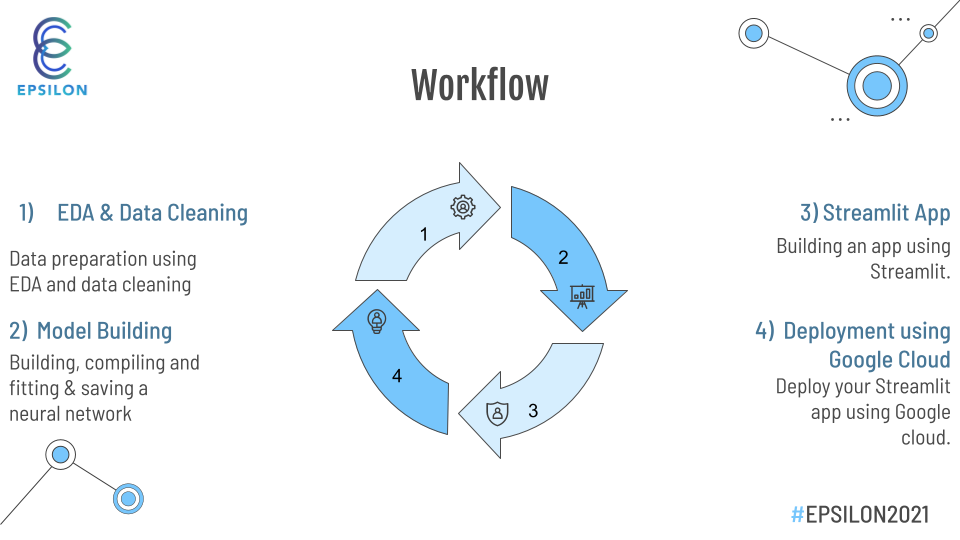 EPSILON
Workflow
1) EDA & Data Cleaning
Data preparation using
EDA and data cleaning
2) Model Building
Building, compiling and
fitting & saving a
neural network
1
2
3
4
3) Streamlit App
Building an app using
Streamlit.
4) Deployment using
Google Cloud
Deploy your Streamlit
app using Google
cloud.
#EPSILON2021